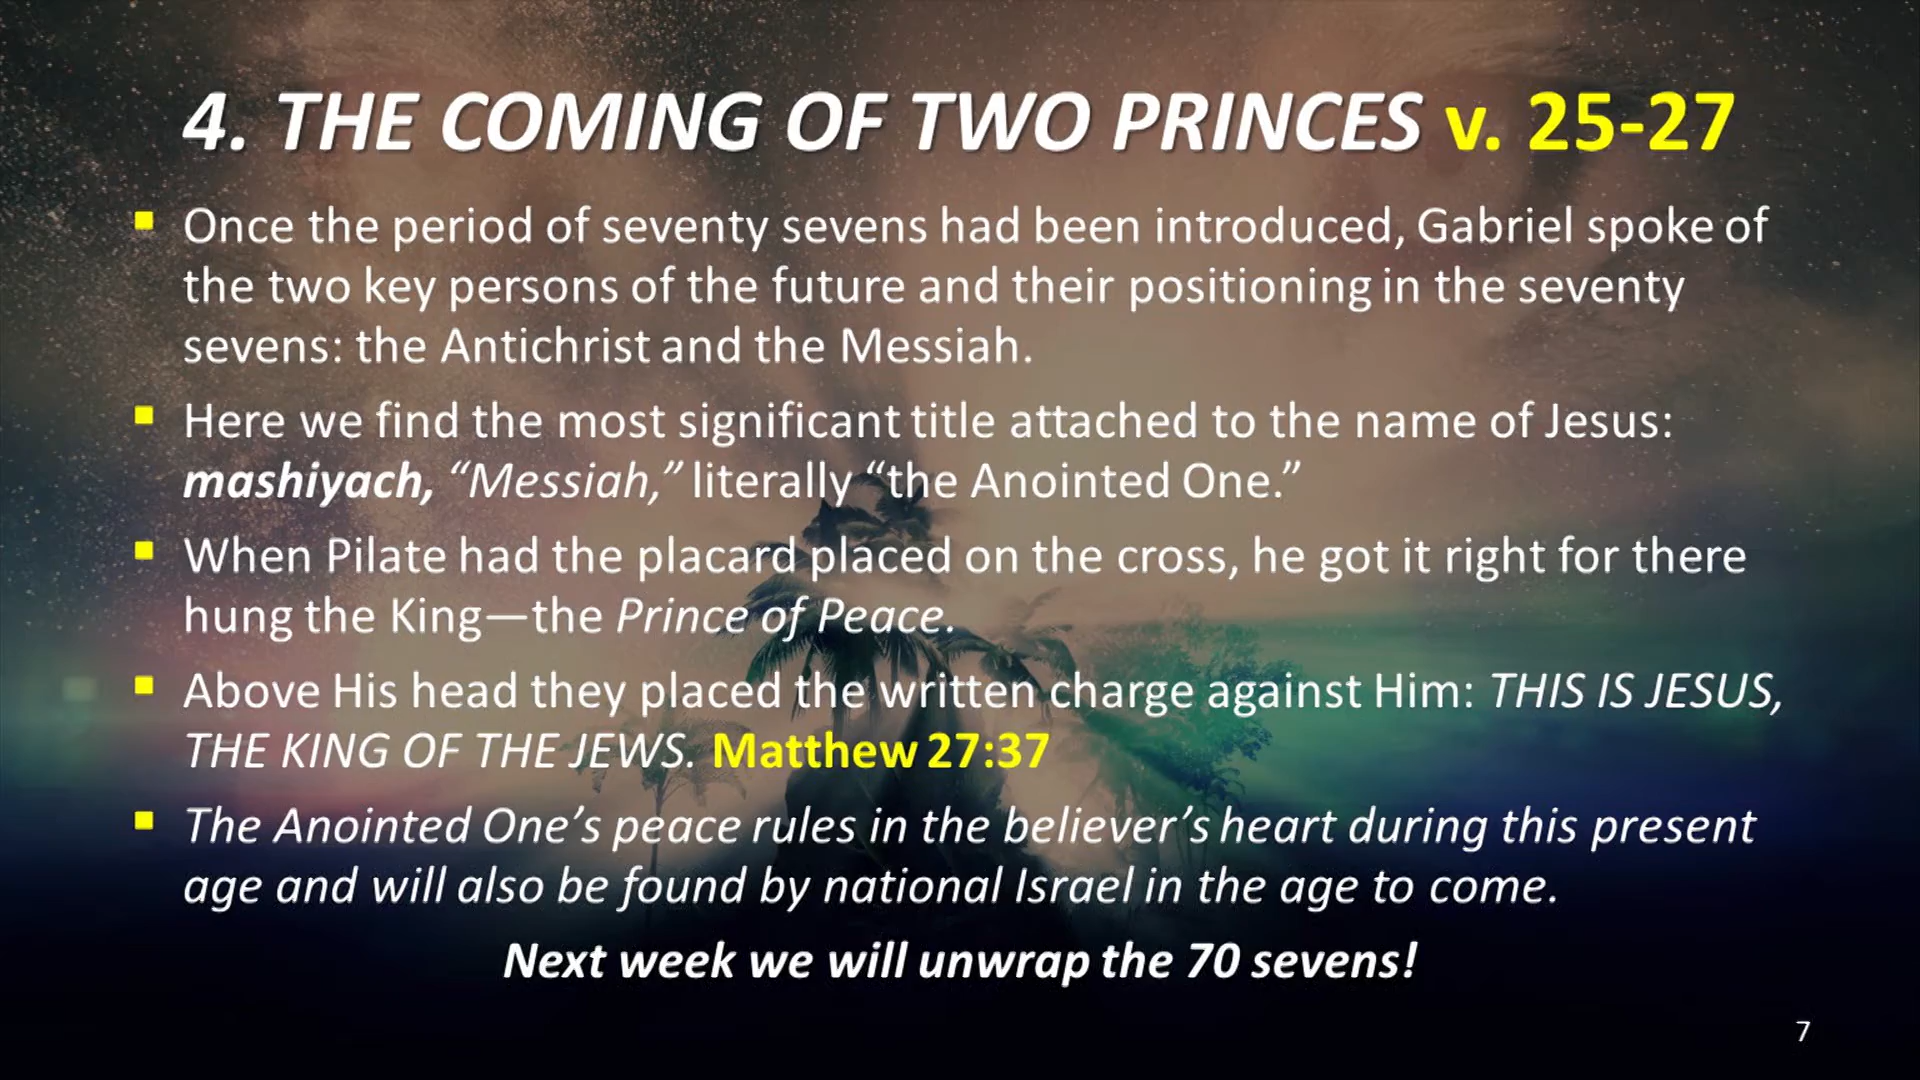 4. THE COMING OF TWO PRINCES v. 25-27
Once the period of seventy sevens had been introduced, Gabriel spoke of
the two key persons of the future and their positioning in the seventy
sevens: the Antichrist and the Messiah.
Here we find the most significant title attached to the name of Jesus:
mashiyach, “Messiah,” literally “the Anointed One.”
When Pilate had the placard placed on the cross, he got it right for there
hung the King—the Prince of Peace.
Above His head they placed the written charge against Him: THIS IS JESUS,
THE KING OF THE JEWS. Matthew 27:37
The Anointed One’s peace rules in the believer’s heart during this present
age and will also be found by national Israel in the age to come.
Next week we will unwrap the 70 sevens!
7